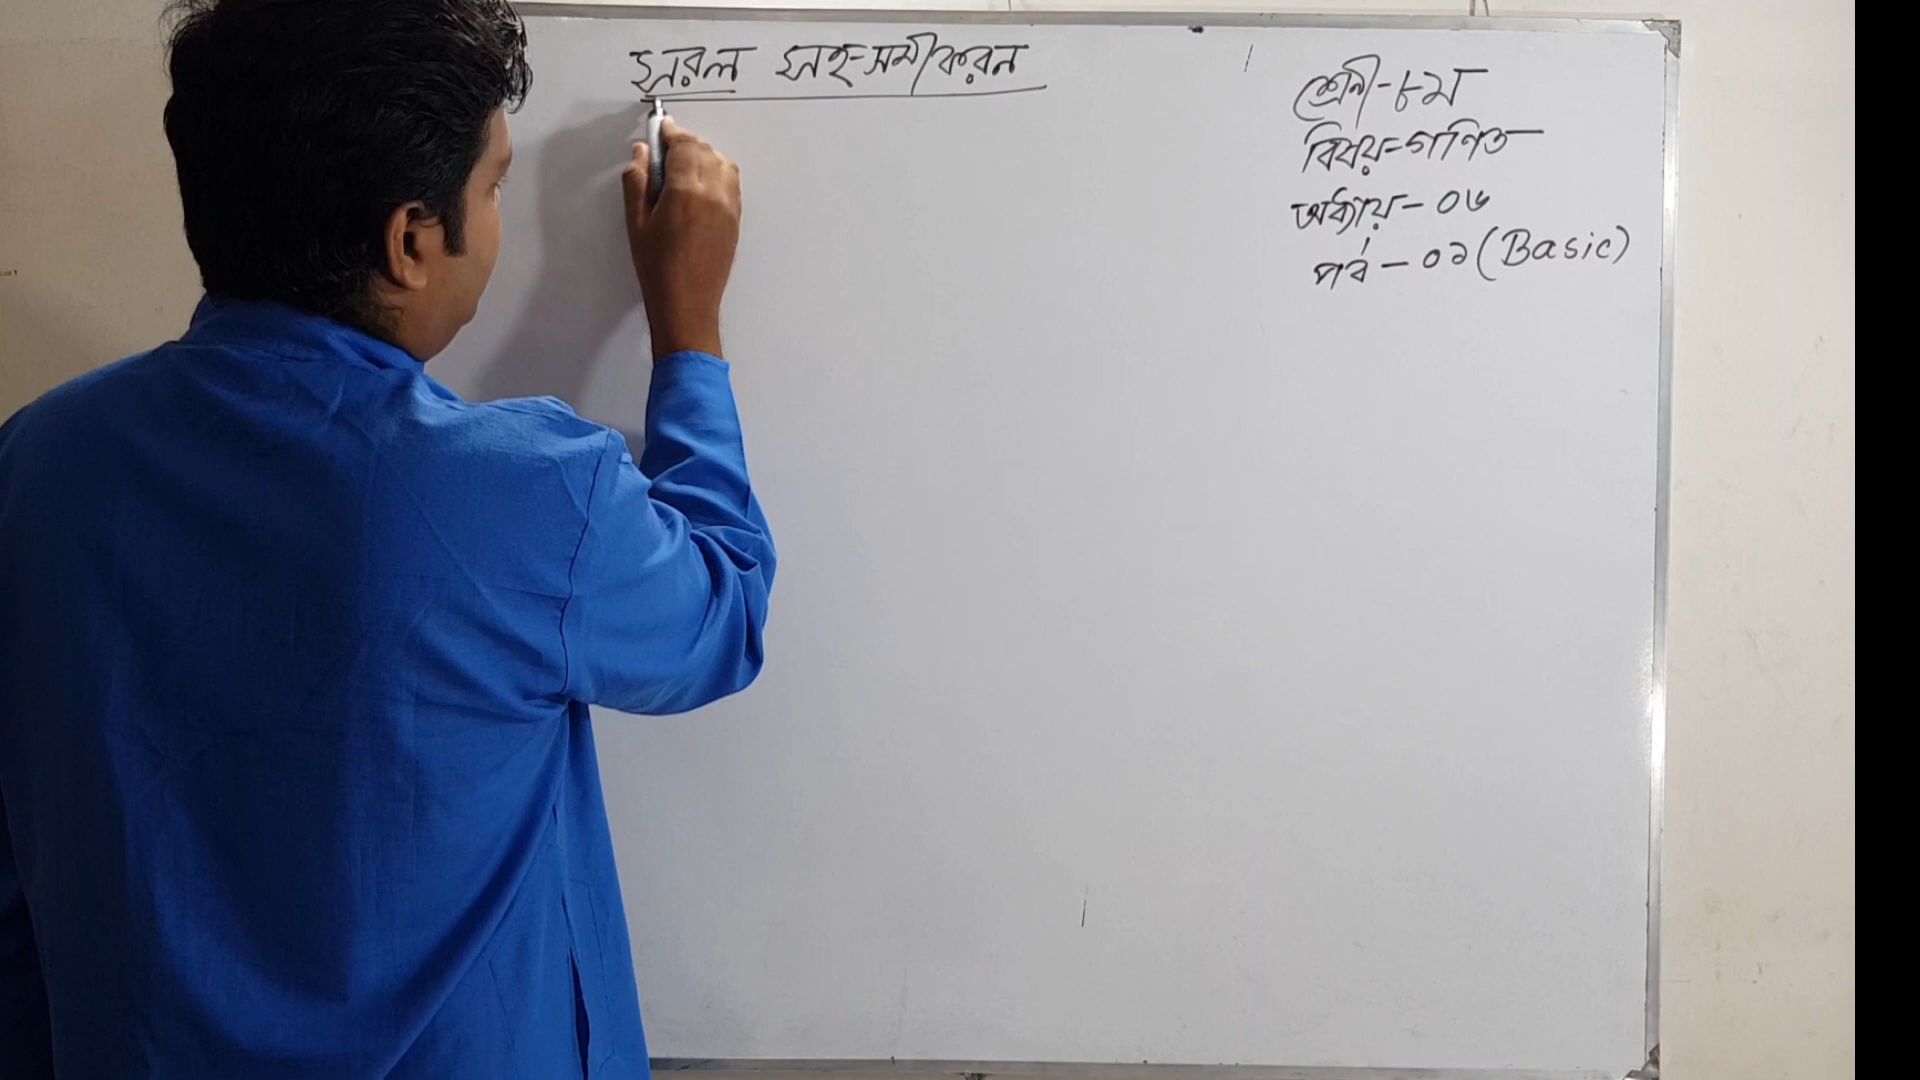 সরল সহ-সমীকরন
শ্রেনী-৮ম
বিষয়-গণিত
অধ্যায়-০৬
পর্ব-০১(Basic)